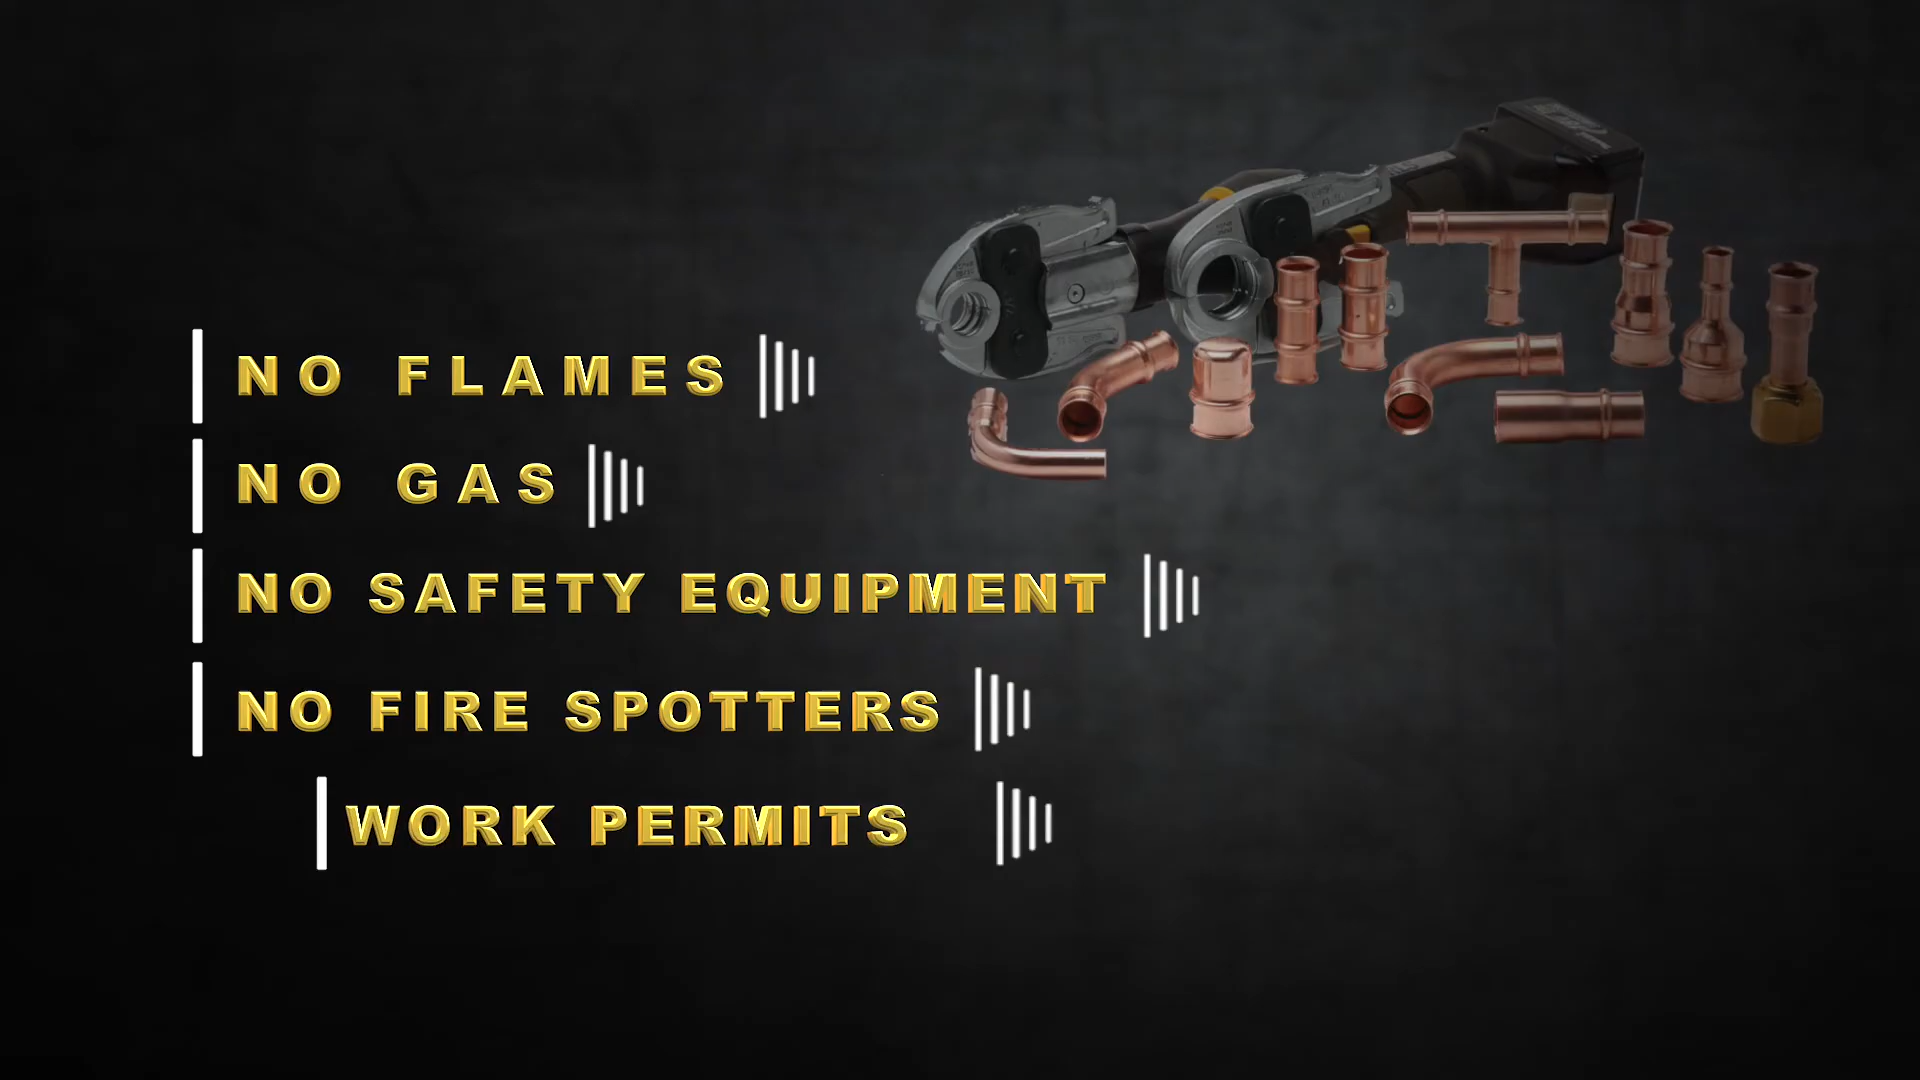 NO FLAMES
NO GAS
NO SAFETY EQUIPMENT
NO FIRE SPOTTERS
WORK PERMITS